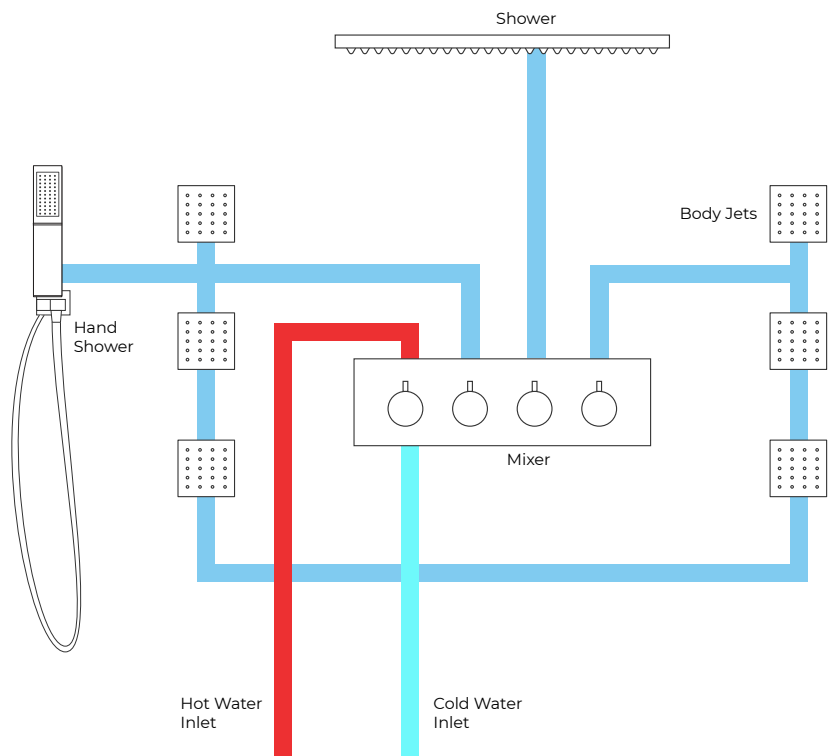 Shower
Body Jets
Hand
Shower
Mixer
Hot Water
Inlet
Cold Water
Inlet